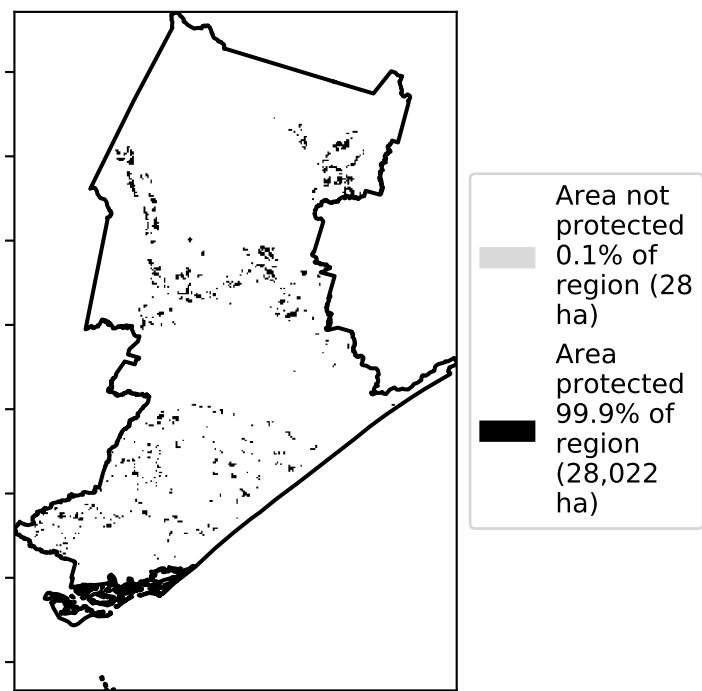 Area not
protected
0.1% of
region (28
ha)
Area
protected
99.9% of
region
(28,022
ha)